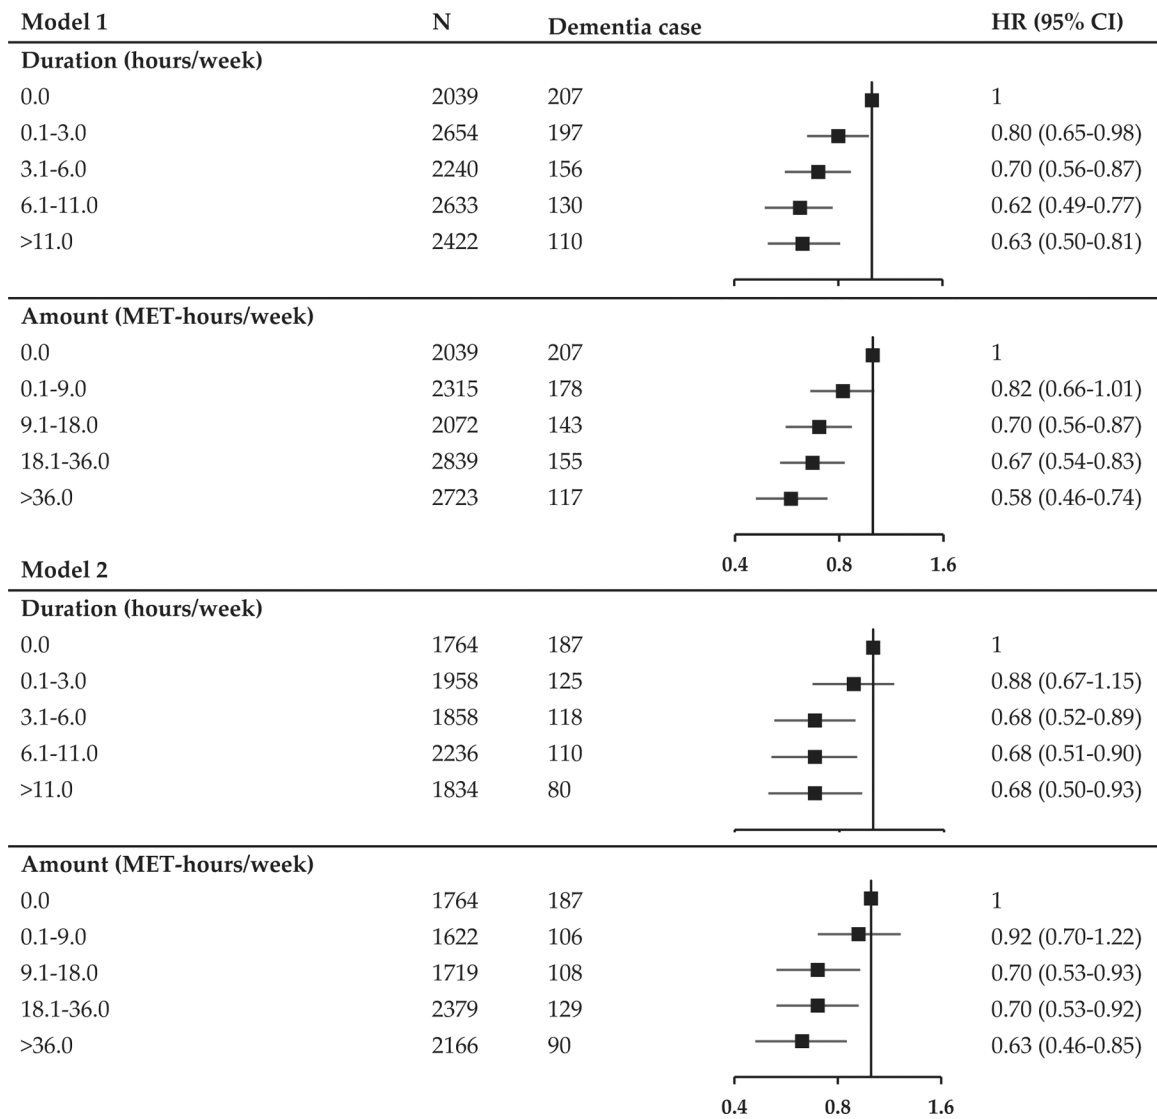 Model 1 N Dementia case HR (95% CI)
Duration (hours/week)
0.0 2039 207 1
0.1-3.0 2654 197 0.80 (0.65-0.98)
3.1-6.0 2240 156 0.70 (0.56-0.87)
6.1-11.0 2633 130 0.62 (0.49-0.77)
>11.0 2422 110 0.63 (0.50-0.81)
Amount (MET-hours/week)
0.0 2039 207 1
0.1-9.0 2315 178 0.82 (0.66-1.01)
9.1-18.0 2072 143 0.70 (0.56-0.87)
18.1-36.0 2839 155 0.67 (0.54-0.83)
>36.0 2723 117 0.58 (0.46-0.74)
0.4 0.8 1.6
Model 2
Duration (hours/week)
0.0 1764 187 1
0.1-3.0 1958 125 0.88 (0.67-1.15)
3.1-6.0 1858 118 0.68 (0.52-0.89)
6.1-11.0 2236 110 0.68 (0.51-0.90)
>11.0 1834 80 0.68 (0.50-0.93)
Amount (MET-hours/week)
0.0 1764 187 1
0.1-9.0 1622 106 0.92 (0.70-1.22)
9.1-18.0 1719 108 0.70 (0.53-0.93)
18.1-36.0 2379 129 0.70 (0.53-0.92)
>36.0 2166 90 0.63 (0.46-0.85)
0.4 0.8 1.6